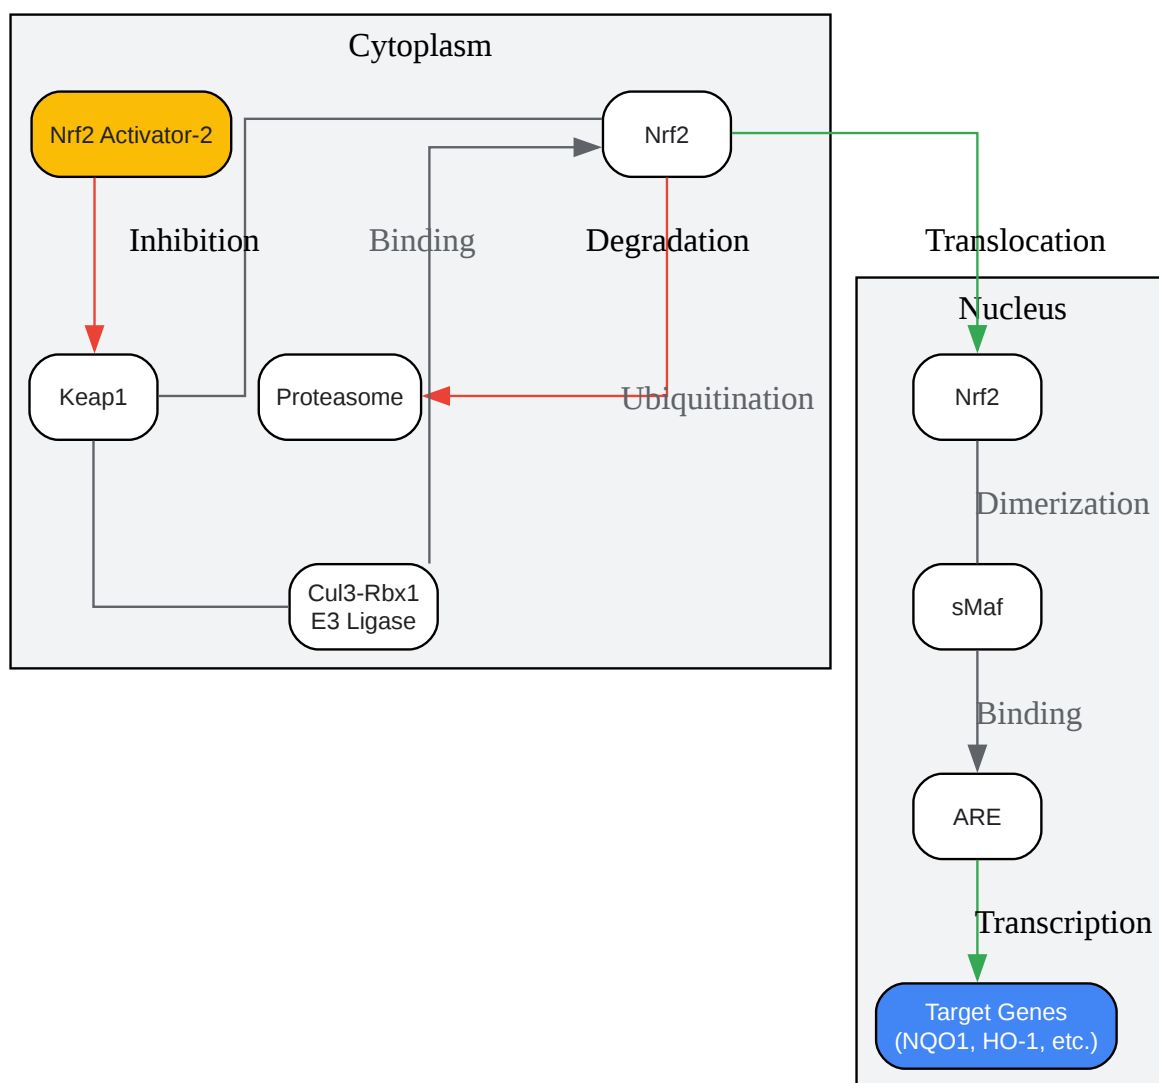 Cytoplasm
Nrf2 Activator-2
Nrf2
Inhibition
Binding
Degradation
Translocation
Nucleus
Keap1
Proteasome
Ubiquitination
Nrf2
Dimerization
Cul3-Rbx1
E3 Ligase
sMaf
Binding
ARE
Transcription
Target Genes
(NQO1, HO-1, etc.)